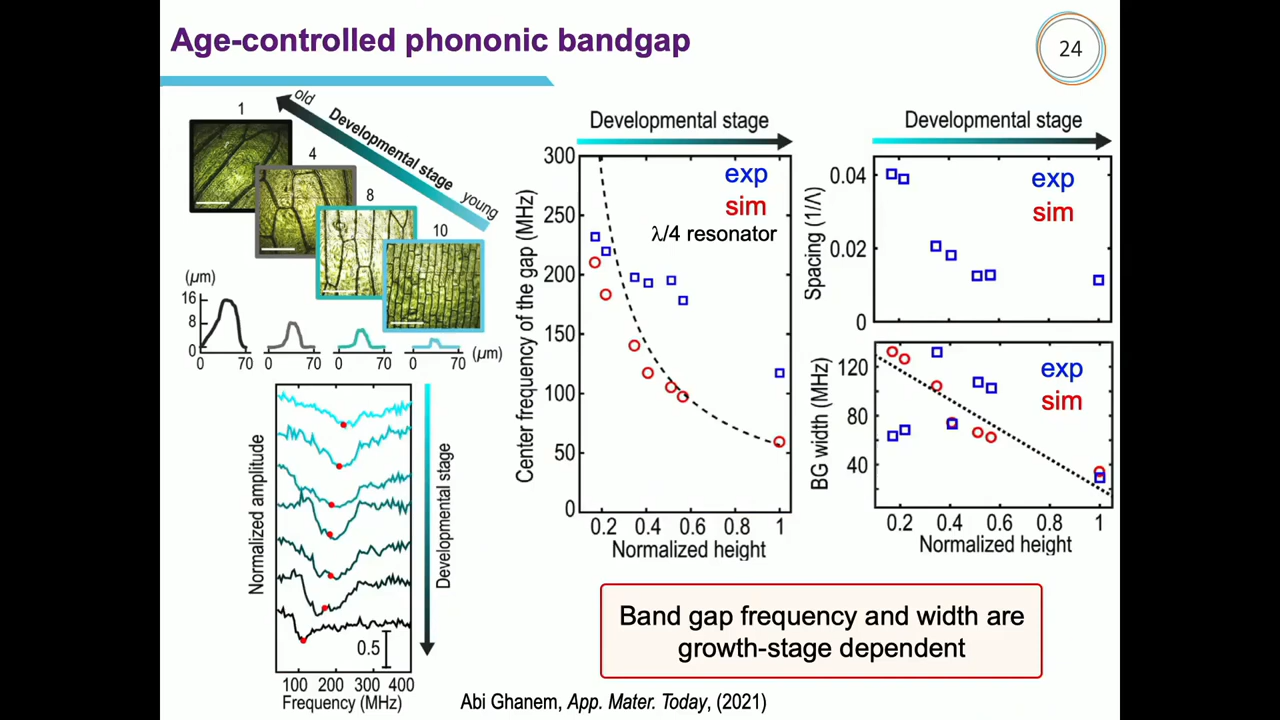 Age-controlled phononic bandgap
24
old
Developmental stage
young
1
4
8
10
(μm)
16
8
0
0 70 0 70 0 70 0 70 (μm)
Normalized amplitude
Developmental stage
0.5
100 200 300 400
Frequency (MHz)
Developmental stage
Center frequency of the gap (MHz)
300
250
200
150
100
50
0
exp
sim
λ/4 resonator
0.2 0.4 0.6 0.8 1
Normalized height
Developmental stage
Spacing (1/Λ)
0.04
0.02
0
exp
sim
BG width (MHz)
120
80
40
exp
sim
0.2 0.4 0.6 0.8 1
Normalized height
Band gap frequency and width are
growth-stage dependent
Abi Ghanem, App. Mater. Today, (2021)